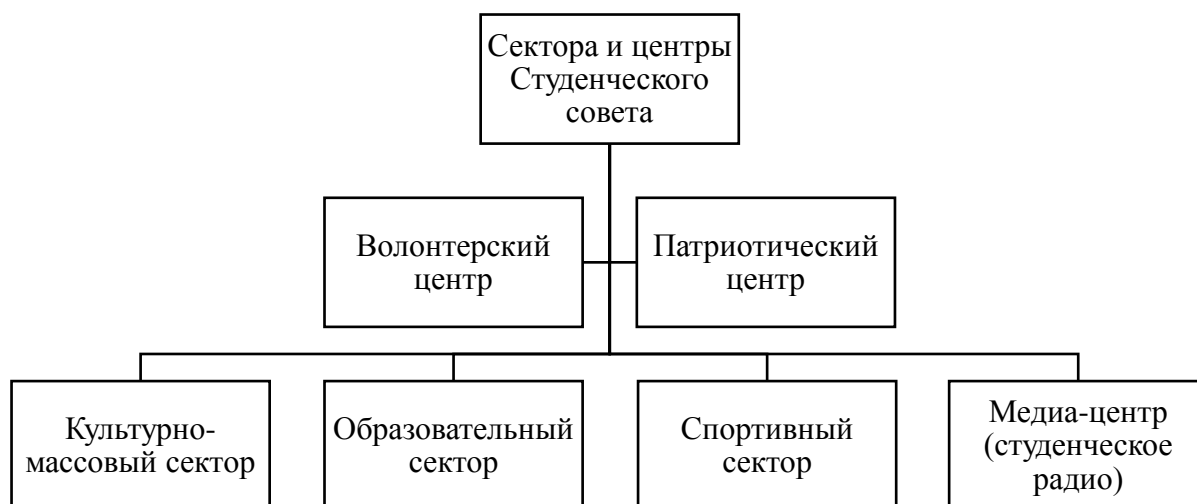 Сектора и центры
Студенческого
совета
Волонтерский
центр
Патриотический
центр
Культурно-
массовый сектор
Образовательный
сектор
Спортивный
сектор
Медиа-центр
(студенческое
радио)